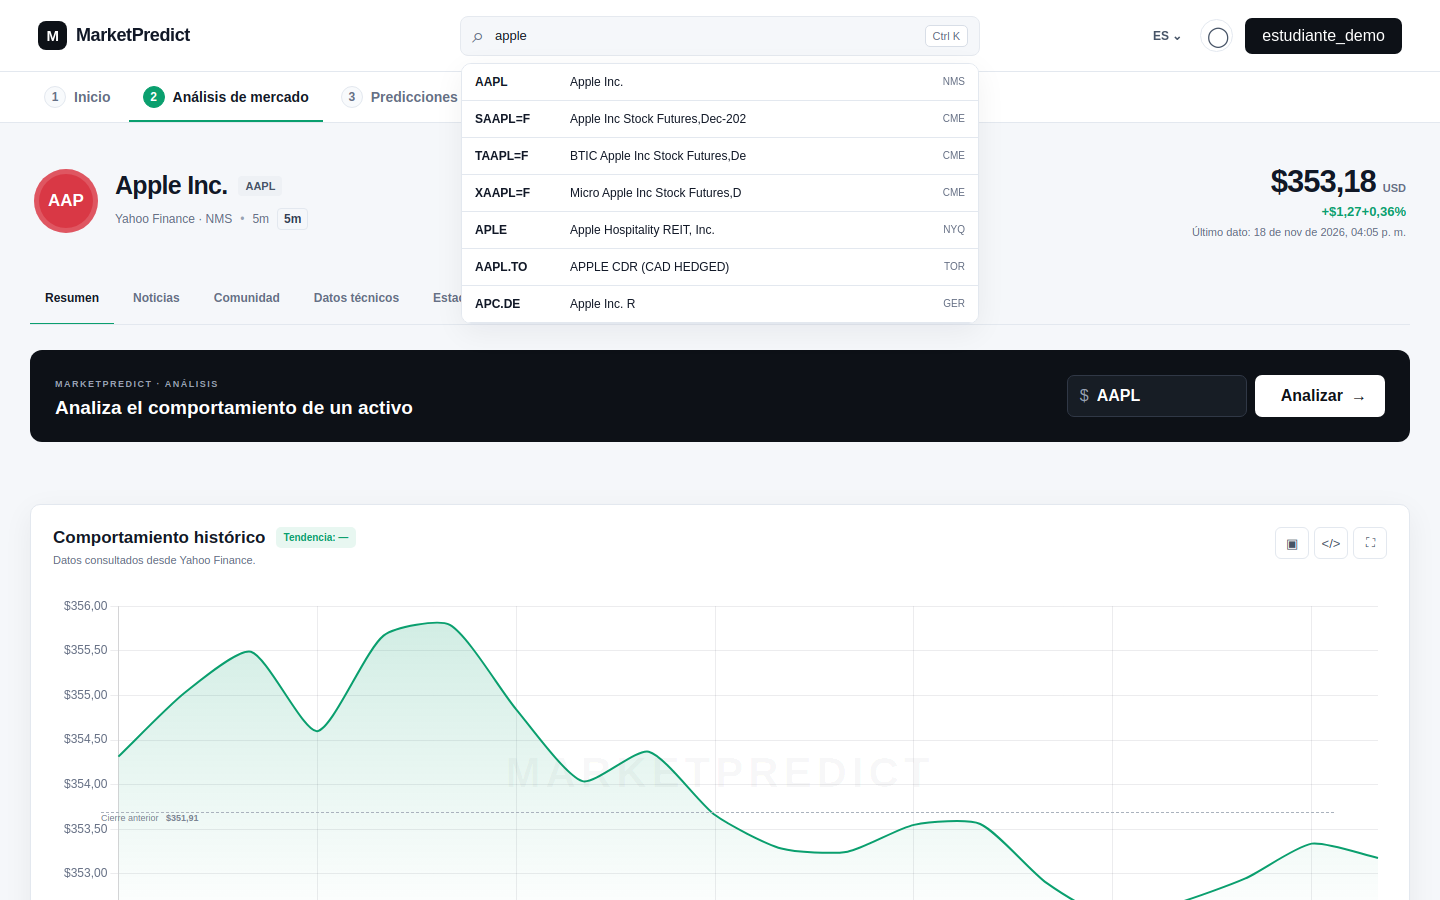 M MarketPredict
apple
Ctrl K
ES
estudiante_demo
1 Inicio
2 Análisis de mercado
3 Predicciones
AAPL Apple Inc. NMS
SAAPL=F Apple Inc Stock Futures,Dec-202 CME
TAAPL=F BTIC Apple Inc Stock Futures,De CME
XAAPL=F Micro Apple Inc Stock Futures,D CME
APLE Apple Hospitality REIT, Inc. NYQ
AAPL.TO APPLE CDR (CAD HEDGED) TOR
APC.DE Apple Inc. R GER
AAP
Apple Inc. AAPL
Yahoo Finance · NMS • 5m 5m
$353,18 USD
+$1,27+0,36%
Último dato: 18 de nov de 2026, 04:05 p. m.
Resumen
Noticias
Comunidad
Datos técnicos
MARKETPREDICT · ANÁLISIS
Analiza el comportamiento de un activo
$ AAPL
Analizar →
Comportamiento histórico
Tendencia: —
Datos consultados desde Yahoo Finance.
</>
$356,00
$355,50
$355,00
$354,50
$354,00
MARKETPREDICT
Cierre anterior $351,91
$353,50
$353,00